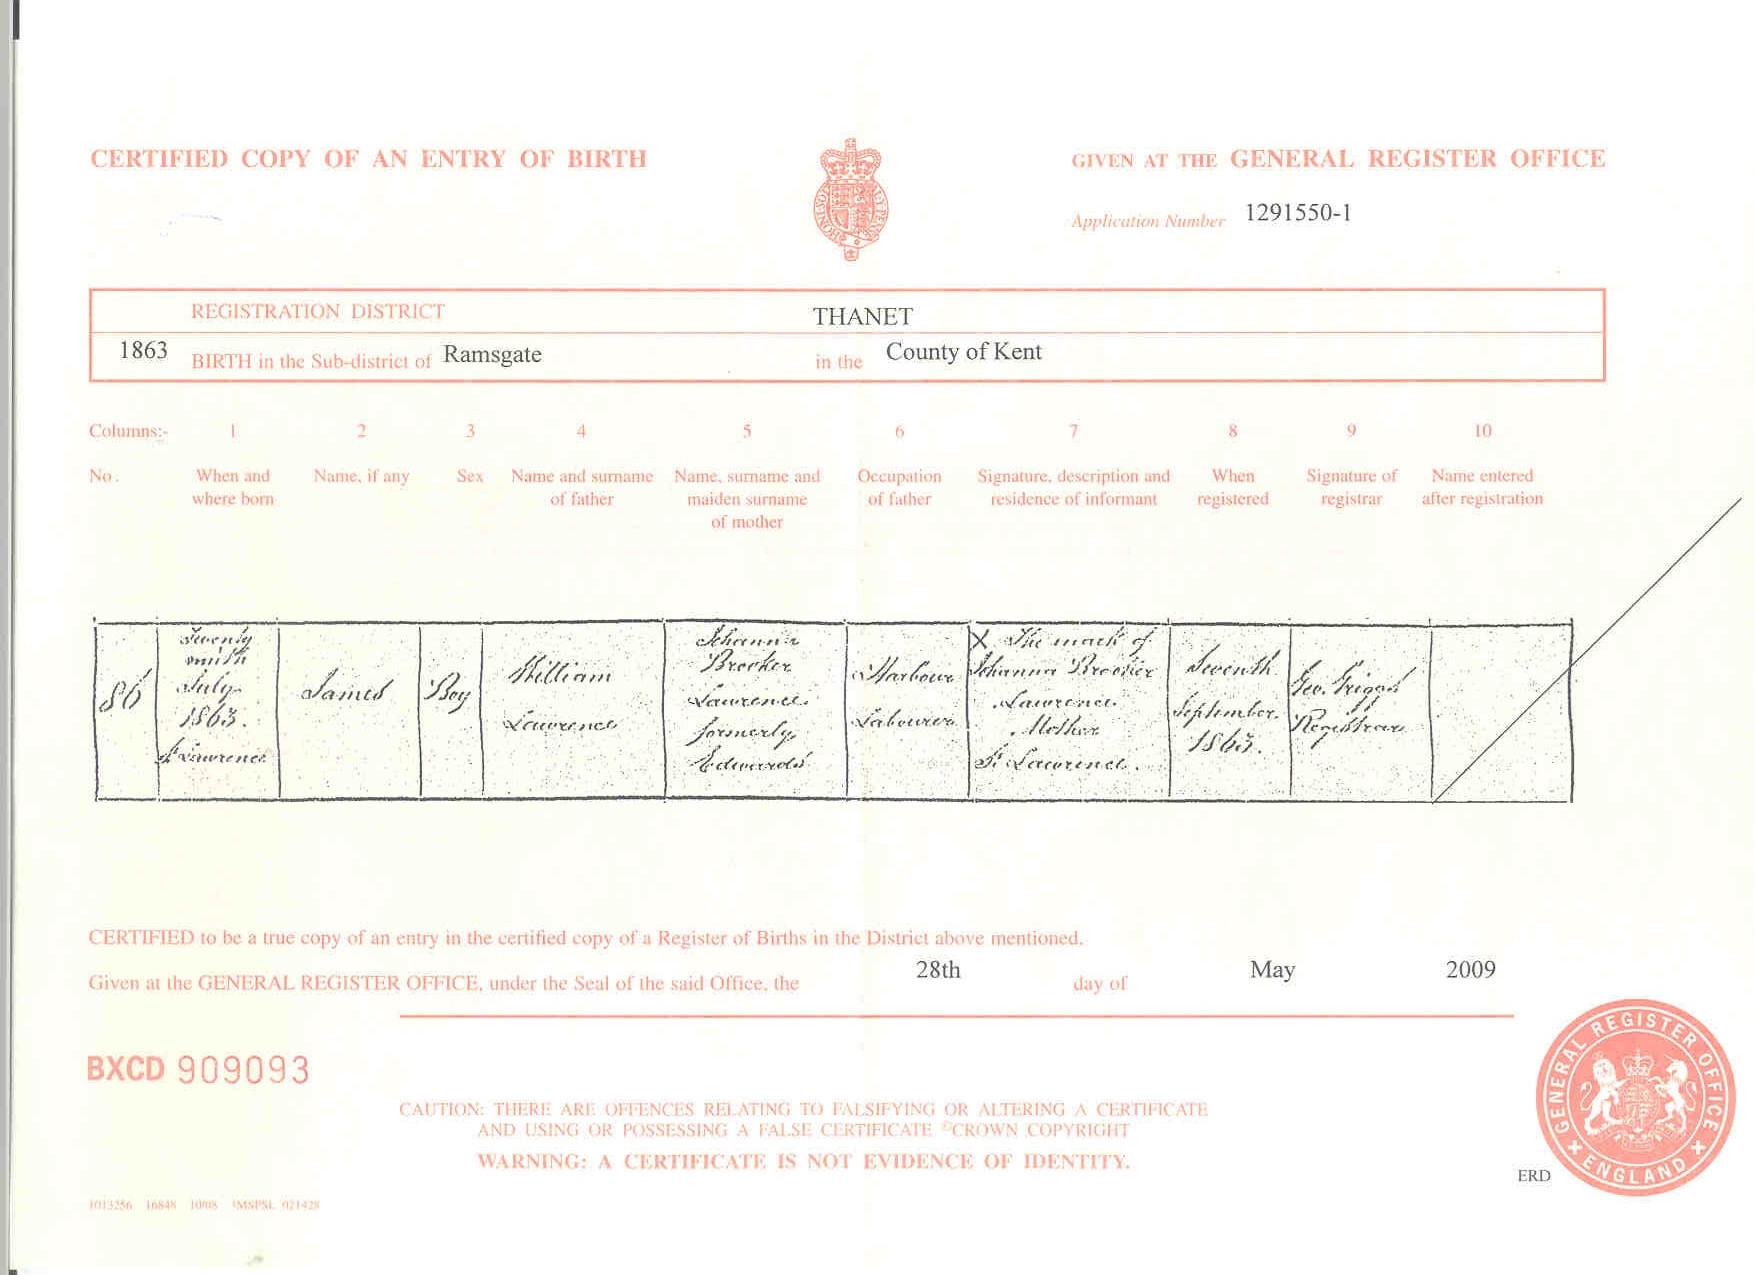 CERTIFIED COPY OF AN ENTRY OF BIRTH
GIVEN AT THE GENERAL REGISTER OFFICE
Application Number 1291550-1
REGISTRATION DISTRICT THANET
1863 BIRTH in the Sub-district of Ramsgate in the County of Kent
Columns:- 1 2 3 4 5 6 7 8 9 10
No. When and where born
Name, if any
Sex
Name and surname of father
Name, surname and maiden surname of mother
Occupation of father
Signature, description and residence of informant
When registered
Signature of registrar
Name entered after registration
86
Twenty
ninth
July
1863.
St Lawrence
James
Boy
William
Lawrence
Johanna
Brooker
Lawrence
formerly
Edwards
Harbour
Labourer
X The mark of
Johanna Brooker
Lawrence.
Mother
St Lawrence.
Seventh
September.
1863.
Geo. Griggs
Registrar
CERTIFIED to be a true copy of an entry in the certified copy of a Register of Births in the District above mentioned.
Given at the GENERAL REGISTER OFFICE, under the Seal of the said Office, the 28th day of May 2009
BXCD 909093
CAUTION: THERE ARE OFFENCES RELATING TO FALSIFYING OR ALTERING A CERTIFICATE
AND USING OR POSSESSING A FALSE CERTIFICATE ©CROWN COPYRIGHT
WARNING: A CERTIFICATE IS NOT EVIDENCE OF IDENTITY.
GENERAL REGISTER OFFICE
ENGLAND
ERD
1013256 16848 10/08 021428